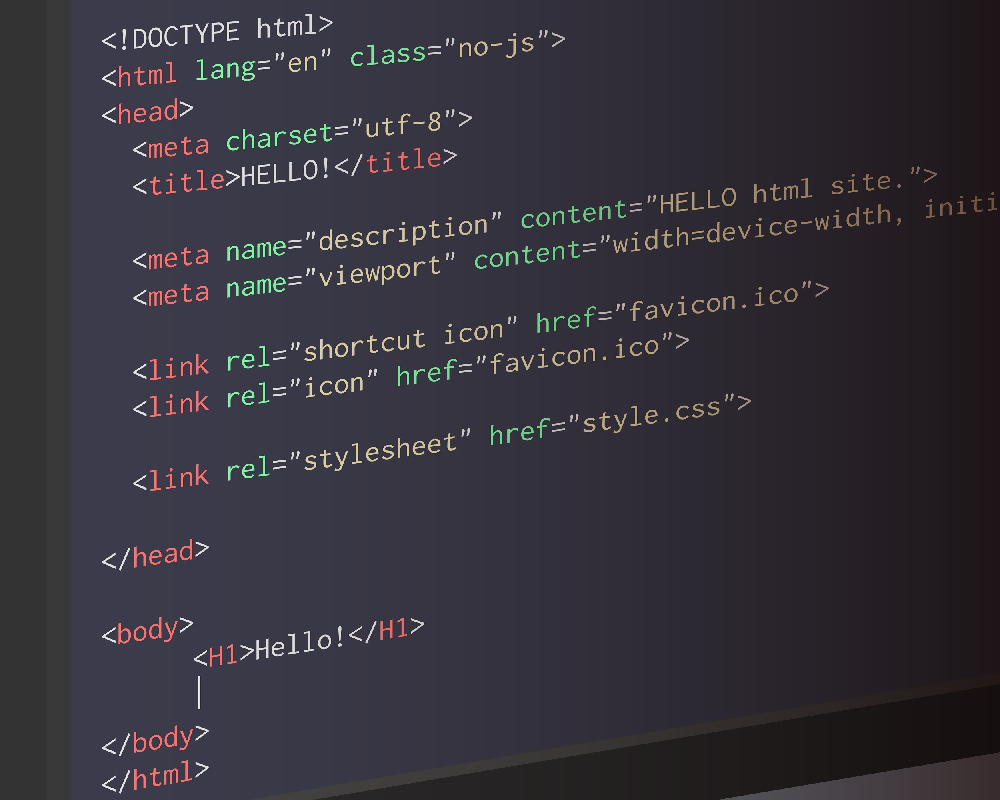 <!DOCTYPE html>
<html lang=”en” class=”no-js”>
<head>
<meta charset=”utf-8”>
<title>HELLO!</title>
<meta name=”description” content=”HELLO html site.”>
<meta name=”viewport” content=”width=device-width, initi
<link rel=”shortcut icon” href=”favicon.ico”>
<link rel=”icon” href=”favicon.ico”>
<link rel=”stylesheet” href=”style.css”>
</head>
<body>
<H1>Hello!</H1>
</body>
</html>